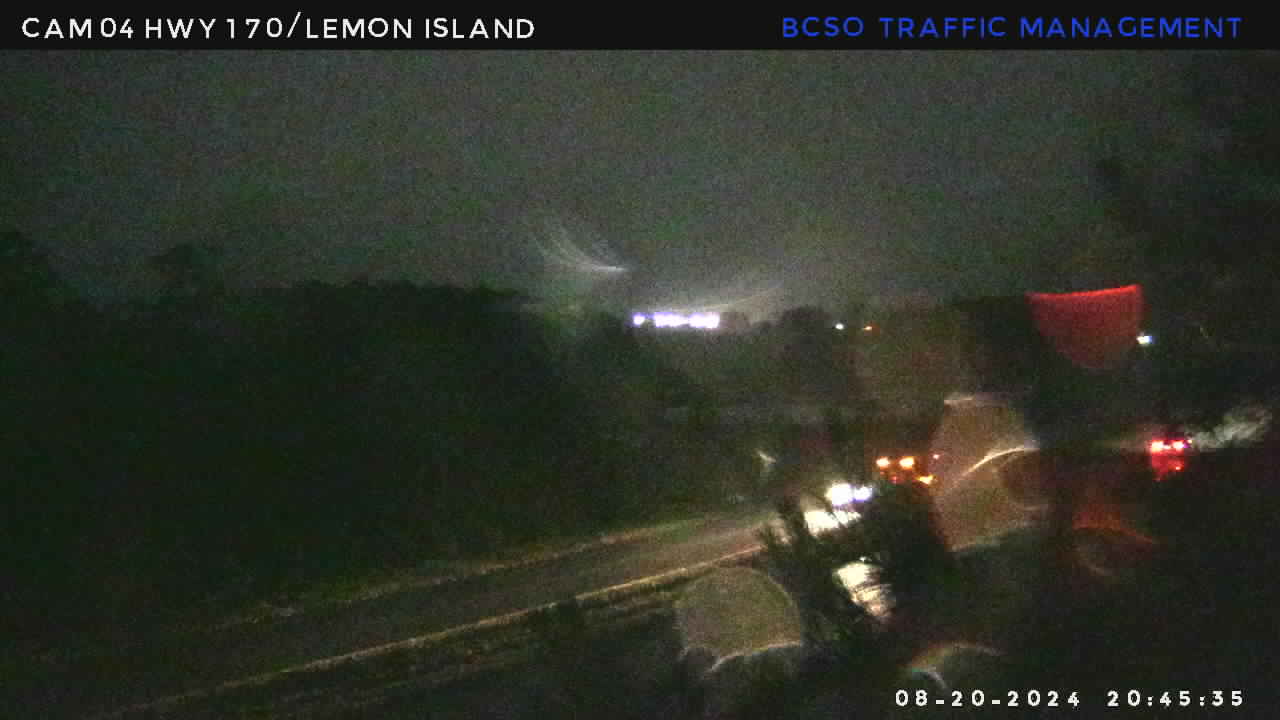 CAM04 HWY 170/LEMON ISLAND
BCSO TRAFFIC MANAGEMENT
08-20-2024 20:45:35